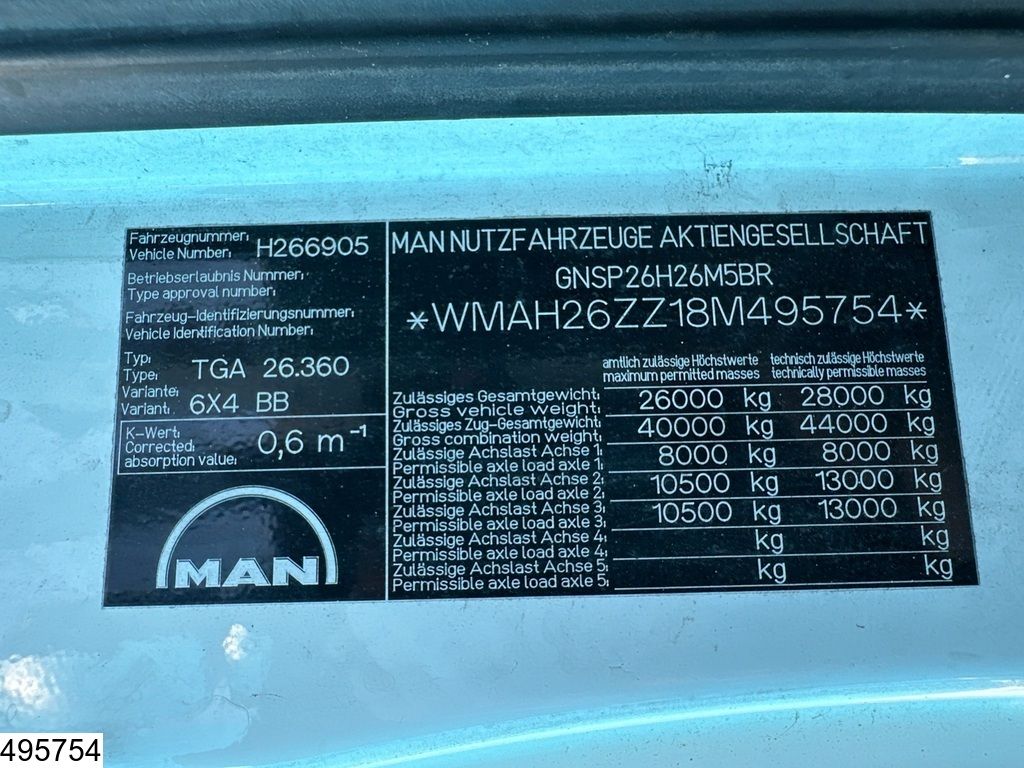 Fahrzeugnummer:
Vehicle Number: H266905
Betriebserlaubnis Nummer:
Type approval number:
Fahrzeug-Identifizierungsnummer:
Vehicle Identification Number:
Typ:
Type: TGA 26.360
Variante:
Variant: 6X4 BB
K-Wert:
Corrected: 0,6 m⁻¹
absorption value:
MAN
MAN NUTZFAHRZEUGE AKTIENGESELLSCHAFT
GNSP26H26M5BR
*WMAH26ZZ18M495754*
amtlich zulässige Höchstwerte technisch zulässige Höchstwerte
maximum permitted masses technically permissible masses
Zulässiges Gesamtgewicht:
Gross vehicle weight: 26000 kg 28000 kg
Zulässiges Zug-Gesamtgewicht:
Gross combination weight: 40000 kg 44000 kg
Zulässige Achslast Achse 1:
Permissible axle load axle 1: 8000 kg 8000 kg
Zulässige Achslast Achse 2:
Permissible axle load axle 2: 10500 kg 13000 kg
Zulässige Achslast Achse 3:
Permissible axle load axle 3: 10500 kg 13000 kg
Zulässige Achslast Achse 4:
Permissible axle load axle 4: kg kg
Zulässige Achslast Achse 5:
Permissible axle load axle 5: kg kg
495754